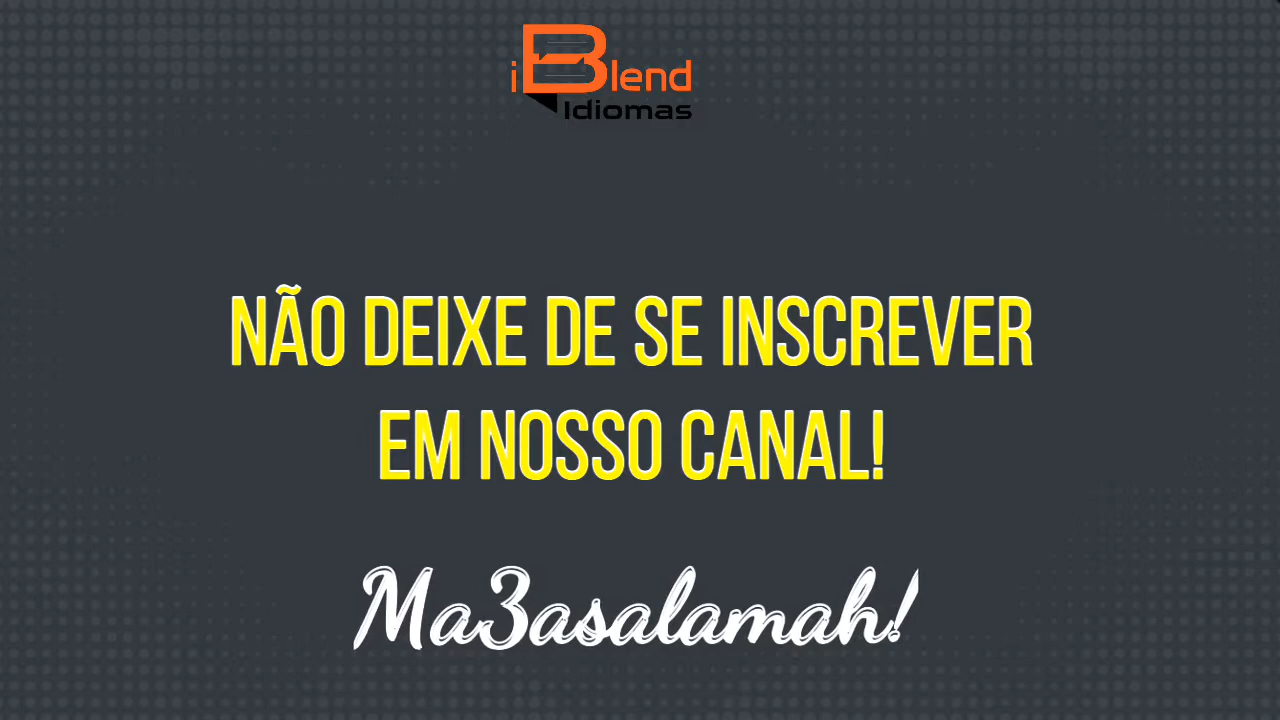 iBlend
Idiomas
NÃO DEIXE DE SE INSCREVER
EM NOSSO CANAL!
Ma3asalamah!